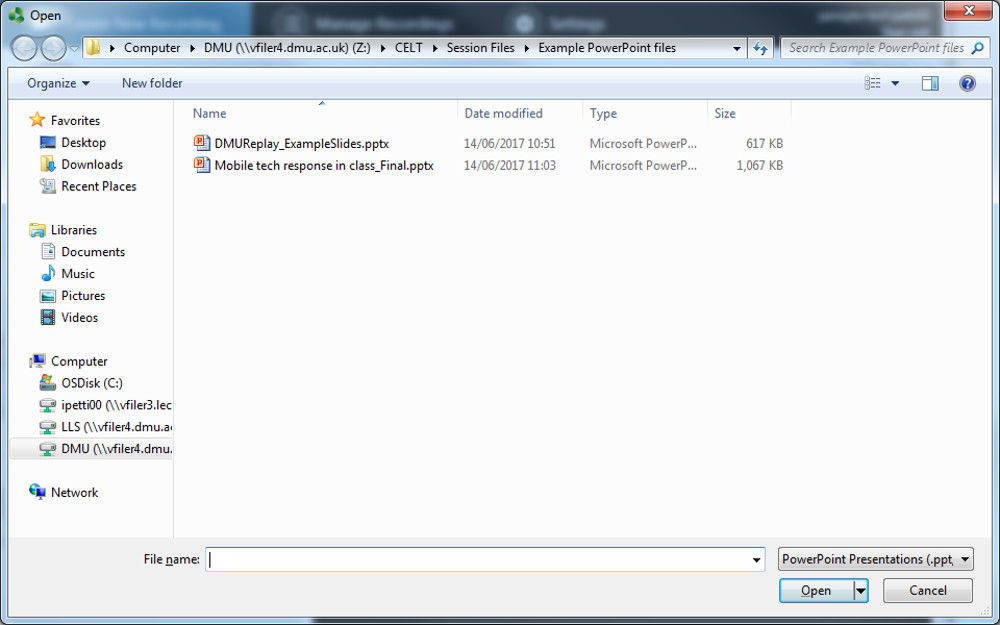 Open
Create New Recording
Manage Recordings
Settings
Computer DMU (\\vfiler4.dmu.ac.uk) (Z:) CELT Session Files Example PowerPoint files
Search Example PowerPoint files
Organize New folder
Name Date modified Type Size
DMUReplay_ExampleSlides.pptx 14/06/2017 10:51 Microsoft PowerP... 617 KB
Mobile tech response in class_Final.pptx 14/06/2017 11:03 Microsoft PowerP... 1,067 KB
Favorites
Desktop
Downloads
Recent Places
Libraries
Documents
Music
Pictures
Videos
Computer
OSDisk (C:)
ipetti00 (\\vfiler3.lec
LLS (\\vfiler4.dmu.a
DMU (\\vfiler4.dmu.
Network
File name:
PowerPoint Presentations (.ppt,
Open Cancel